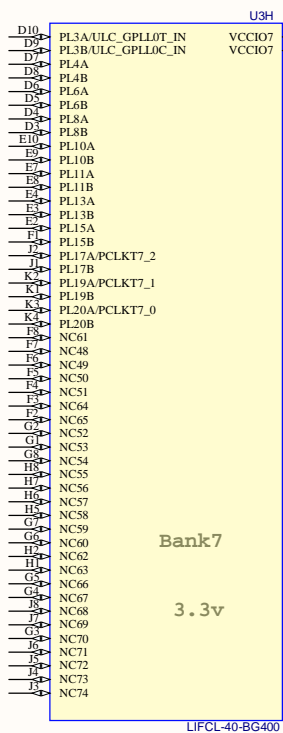 U3H
D10 PL3A/ULC_GPLL0T_IN VCCIO7
D9 PL3B/ULC_GPLL0C_IN VCCIO7
D7 PL4A
D8 PL4B
D6 PL6A
D5 PL6B
D4 PL8A
D3 PL8B
E10 PL10A
E9 PL10B
E7 PL11A
E8 PL11B
E4 PL13A
E3 PL13B
E2 PL15A
F1 PL15B
J2 PL17A/PCLKT7_2
J1 PL17B
K2 PL19A/PCLKT7_1
K1 PL19B
K3 PL20A/PCLKT7_0
K4 PL20B
F8 NC61
F7 NC48
F6 NC49
F5 NC50
F4 NC51
F3 NC64
F2 NC65
G2 NC52
G1 NC53
G8 NC54
H8 NC55
H7 NC56
H6 NC57
H5 NC58
G7 NC59
G6 NC60
H2 NC62
H1 NC63
G5 NC66
G4 NC67
J8 NC68
J7 NC69
G3 NC70
J6 NC71
J5 NC72
J4 NC73
J3 NC74
Bank7
3.3v
LIFCL-40-BG400